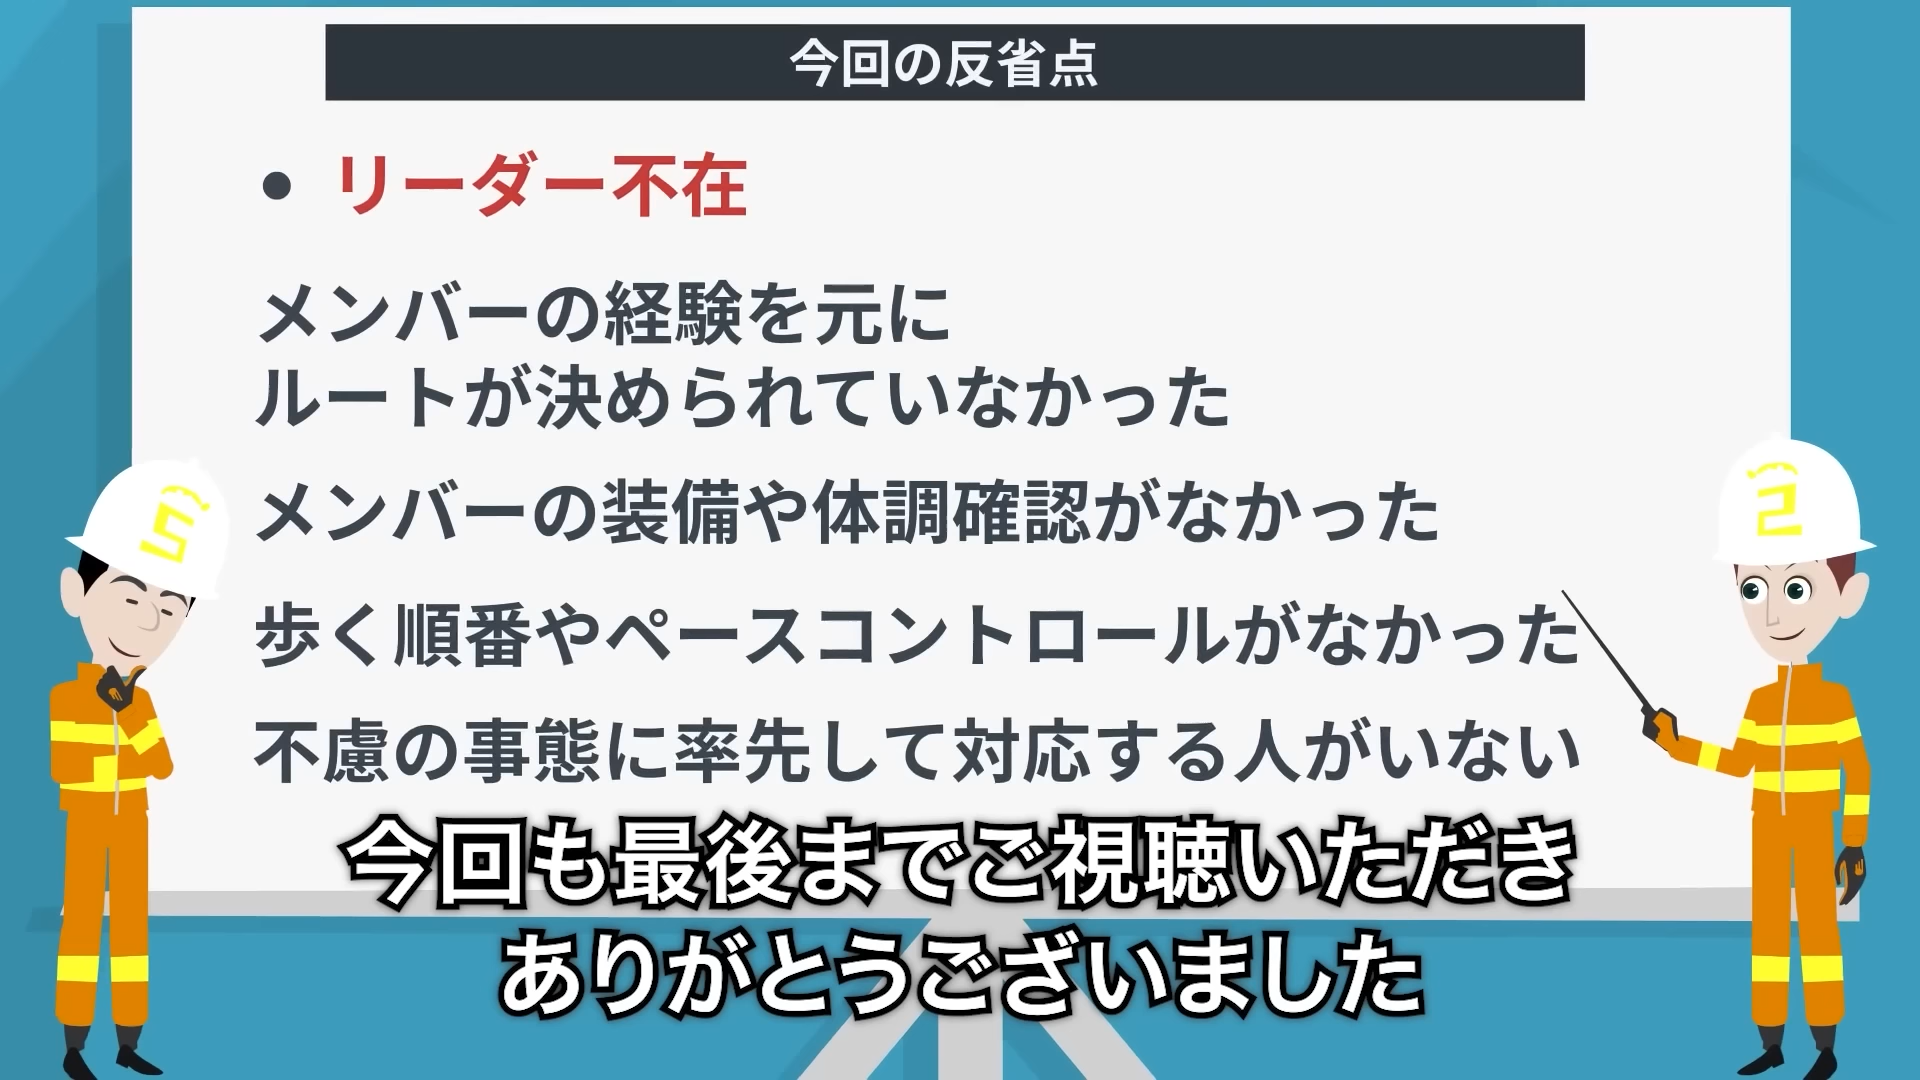 今回の反省点
• リーダー不在
メンバーの経験を元に
ルートが決められていなかった
メンバーの装備や体調確認がなかった
歩く順番やペースコントロールがなかった
不慮の事態に率先して対応する人がいない
今回も最後までご視聴いただき
ありがとうございました